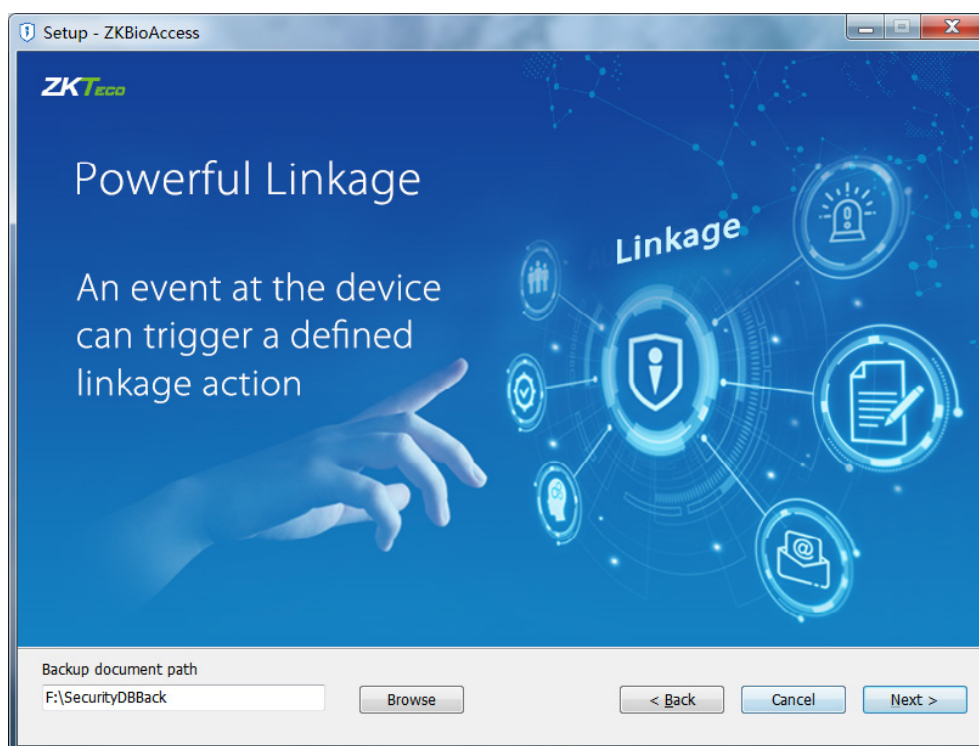 Setup - ZKBioAccess
ZKTeco
Powerful Linkage
Linkage
An event at the device
can trigger a defined
linkage action
@
Backup document path
F:\SecurityDBBack
Browse
< Back
Cancel
Next >